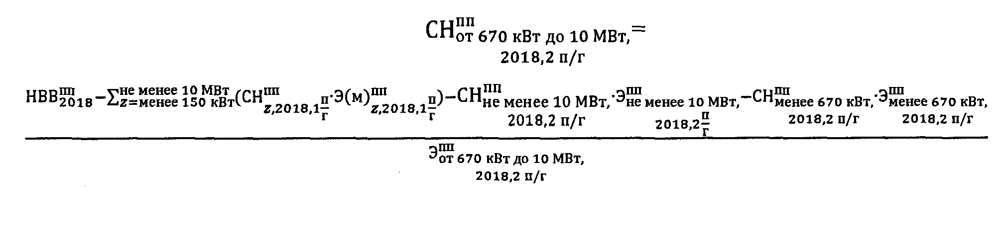 СН^ПП_от 670 кВт до 10 МВт, =
2018,2 п/г
НВВ^ПП_2018 − ∑^не менее 10 МВт_z=менее 150 кВт (СН^ПП_z,2018,1 п/г · Э(м)^ПП_z,2018,1 п/г) − СН^ПП_не менее 10 МВт, 2018,2 п/г · Э^ПП_не менее 10 МВт, 2018,2 п/г − СН^ПП_менее 670 кВт, 2018,2 п/г · Э^ПП_менее 670 кВт, 2018,2 п/г
Э^ПП_от 670 кВт до 10 МВт,
2018,2 п/г